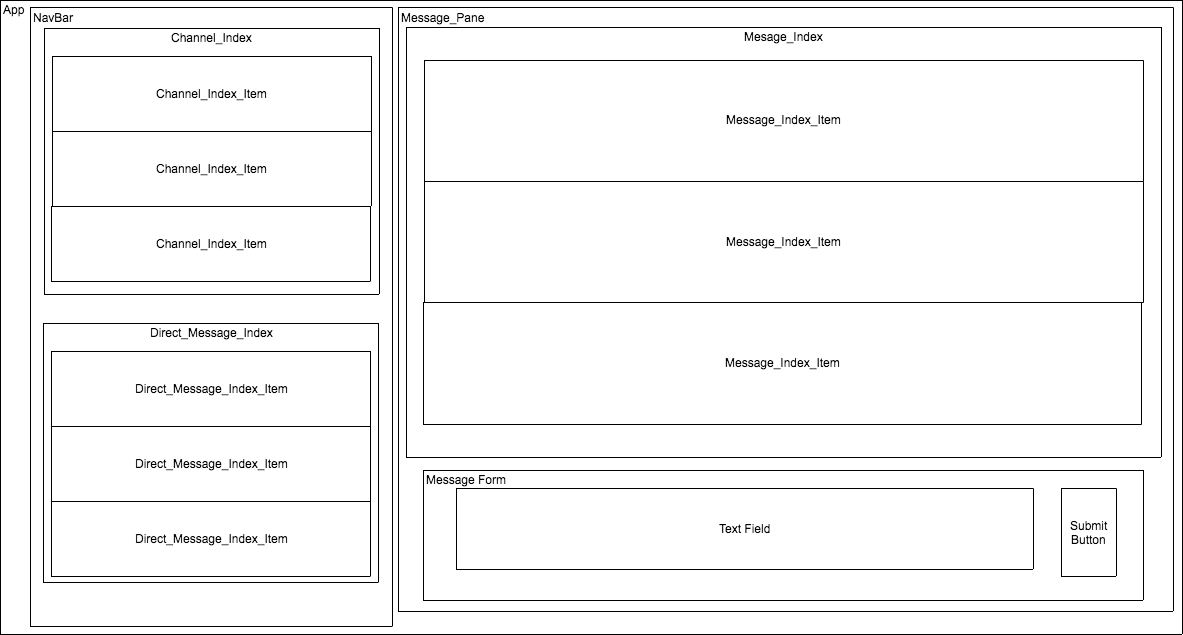 App
NavBar
Channel_Index
Channel_Index_Item
Channel_Index_Item
Channel_Index_Item
Direct_Message_Index
Direct_Message_Index_Item
Direct_Message_Index_Item
Direct_Message_Index_Item
Message_Pane
Mesage_Index
Message_Index_Item
Message_Index_Item
Message_Index_Item
Message Form
Text Field
Submit
Button